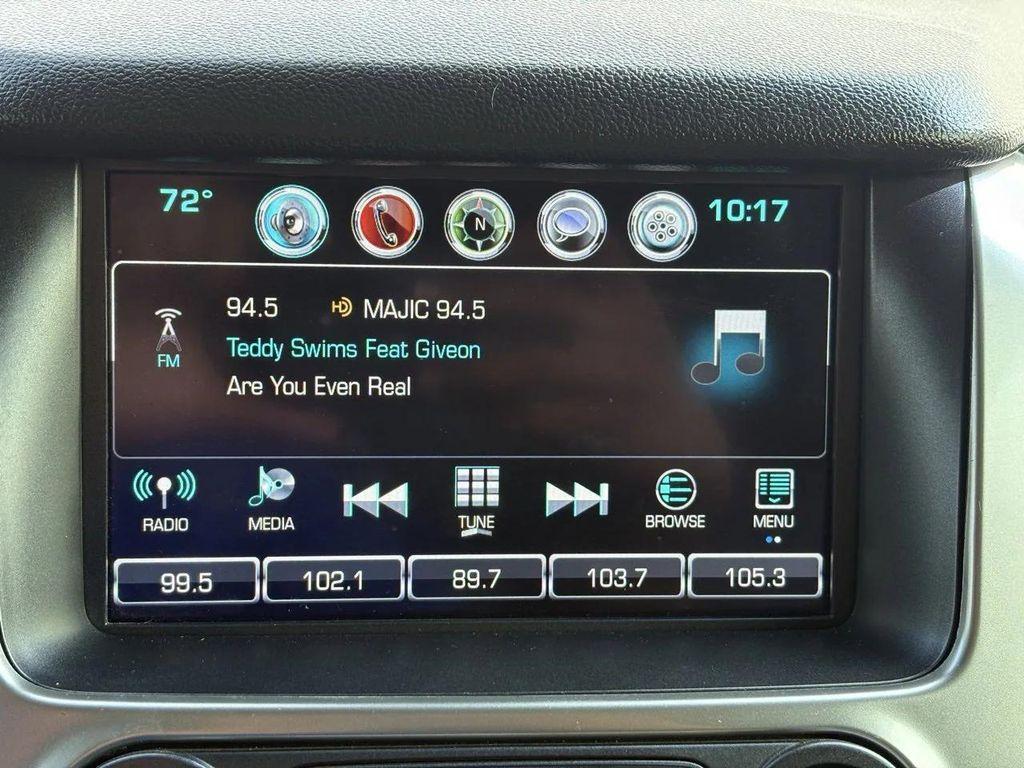 72° N 10:17
94.5 HD MAJIC 94.5
FM
Teddy Swims Feat Giveon
Are You Even Real
RADIO MEDIA TUNE BROWSE MENU
99.5 102.1 89.7 103.7 105.3